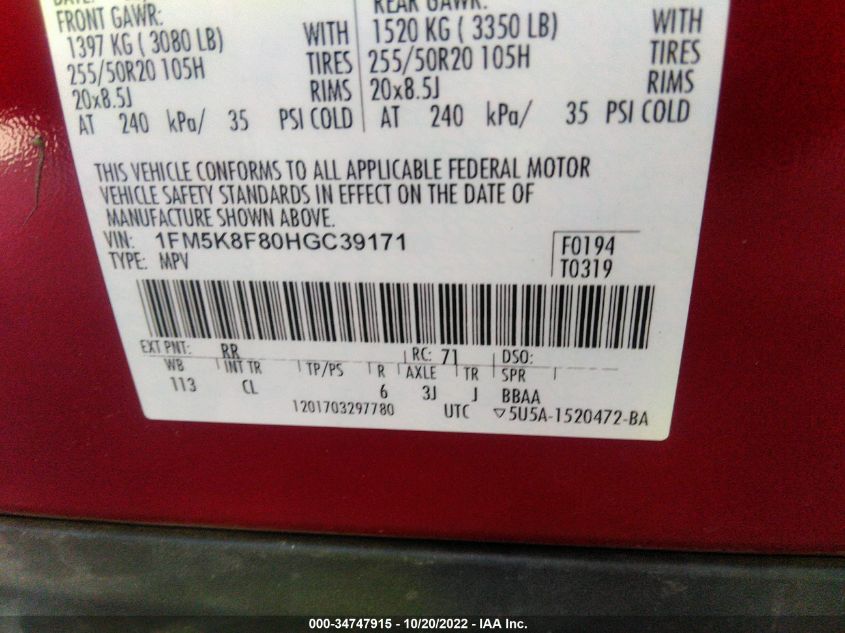 FRONT GAWR:
1397 KG ( 3080 LB) WITH
255/50R20 105H TIRES
20x8.5J RIMS
AT 240 kPa/ 35 PSI COLD
REAR GAWR:
1520 KG ( 3350 LB) WITH
255/50R20 105H TIRES
20x8.5J RIMS
AT 240 kPa/ 35 PSI COLD
THIS VEHICLE CONFORMS TO ALL APPLICABLE FEDERAL MOTOR
VEHICLE SAFETY STANDARDS IN EFFECT ON THE DATE OF
MANUFACTURE SHOWN ABOVE.
VIN: 1FM5K8F80HGC39171
TYPE: MPV
F0194
T0319
EXT PNT: RR RC: 71 DSO:
WB INT TR TP/PS R AXLE TR SPR
113 CL 6 3J J BBAA
1201703297780 UTC ▽5U5A-1520472-BA
000-34747915 - 10/20/2022 - IAA Inc.